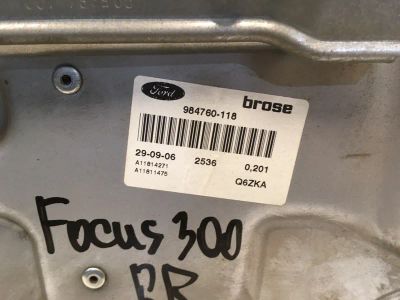 Ford brose
984760-118
29-09-06 2536 0,201
A11814271
A11811475 Q6ZKA
Focus 300
RR